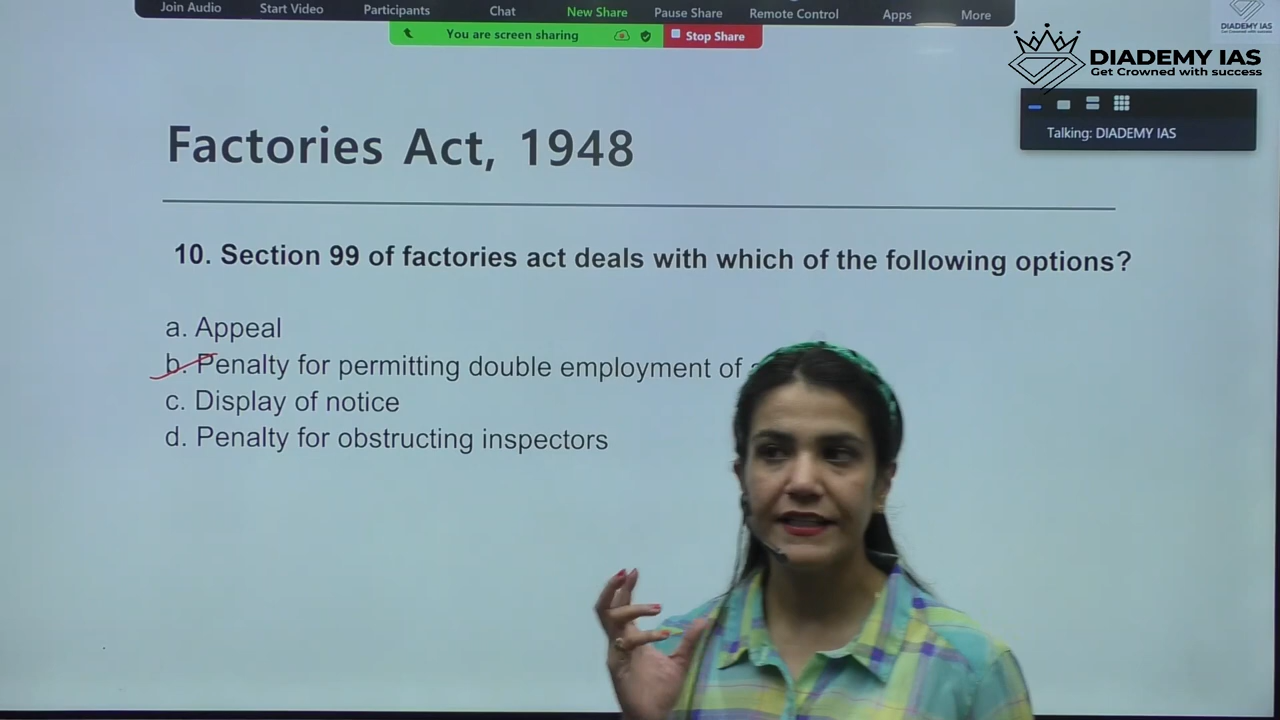 Join Audio Start Video Participants Chat New Share Pause Share Remote Control Apps More
You are screen sharing Stop Share
DIADEMY IAS
DIADEMY IAS
Get Crowned with success
Talking: DIADEMY IAS
Factories Act, 1948
10. Section 99 of factories act deals with which of the following options?
a. Appeal
b. Penalty for permitting double employment of
c. Display of notice
d. Penalty for obstructing inspectors